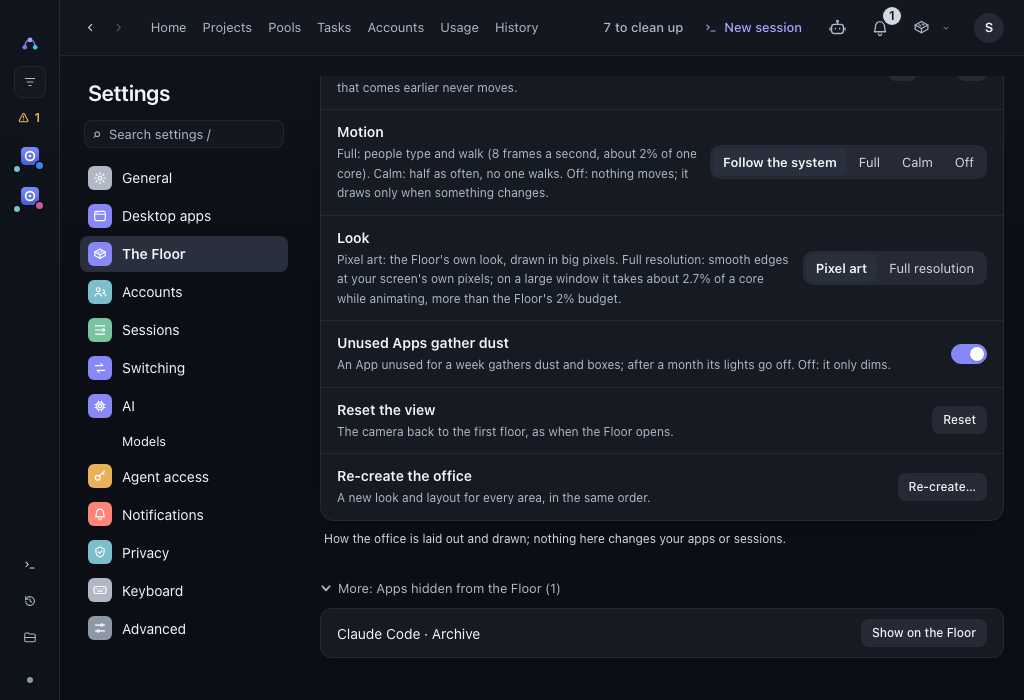 Home Projects Pools Tasks Accounts Usage History 7 to clean up New session 1 S
1
Settings
Search settings /
General
Desktop apps
The Floor
Accounts
Sessions
Switching
AI
Models
Agent access
Notifications
Privacy
Keyboard
Advanced
that comes earlier never moves.
Motion
Full: people type and walk (8 frames a second, about 2% of one
core). Calm: half as often, no one walks. Off: nothing moves; it
draws only when something changes.
Follow the system Full Calm Off
Look
Pixel art: the Floor's own look, drawn in big pixels. Full resolution: smooth edges
at your screen's own pixels; on a large window it takes about 2.7% of a core
while animating, more than the Floor's 2% budget.
Pixel art Full resolution
Unused Apps gather dust
An App unused for a week gathers dust and boxes; after a month its lights go off. Off: it only dims.
Reset the view
The camera back to the first floor, as when the Floor opens.
Reset
Re-create the office
A new look and layout for every area, in the same order.
Re-create...
How the office is laid out and drawn; nothing here changes your apps or sessions.
More: Apps hidden from the Floor (1)
Claude Code · Archive
Show on the Floor